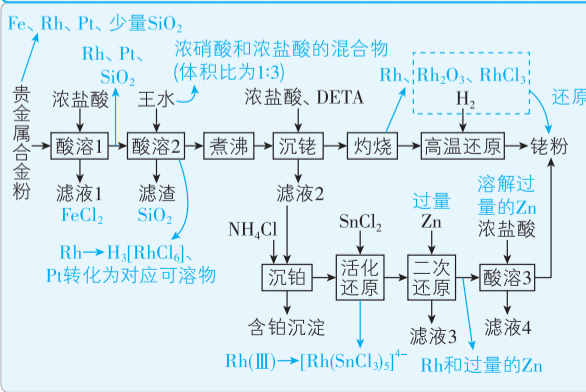 Fe、Rh、Pt、少量SiO₂
Rh、Pt、
SiO₂
浓硝酸和浓盐酸的混合物
(体积比为1:3)
贵金属合金粉
浓盐酸
王水
浓盐酸、DETA
Rh、Rh₂O₃、RhCl₃
H₂
还原
酸溶1
酸溶2
煮沸
沉铑
灼烧
高温还原
铑粉
滤液1
FeCl₂
滤渣
SiO₂
滤液2
Rh→H₃[RhCl₆]、
Pt转化为对应可溶物
NH₄Cl
SnCl₂
过量
Zn
溶解过
量的Zn
浓盐酸
沉铂
活化
还原
二次
还原
酸溶3
含铂沉淀
滤液3
滤液4
Rh(Ⅲ)→[Rh(SnCl₃)₅]⁴⁻
Rh和过量的Zn